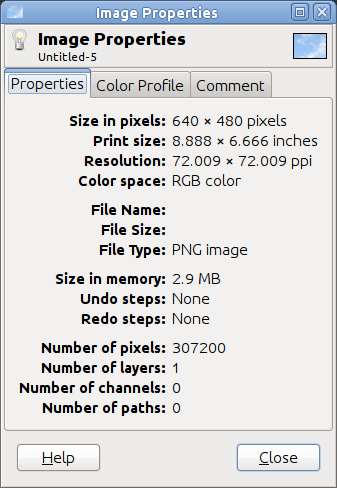 Image Properties
Image Properties
Untitled-5
Properties Color Profile Comment
Size in pixels: 640 × 480 pixels
Print size: 8.888 × 6.666 inches
Resolution: 72.009 × 72.009 ppi
Color space: RGB color
File Name:
File Size:
File Type: PNG image
Size in memory: 2.9 MB
Undo steps: None
Redo steps: None
Number of pixels: 307200
Number of layers: 1
Number of channels: 0
Number of paths: 0
Help Close